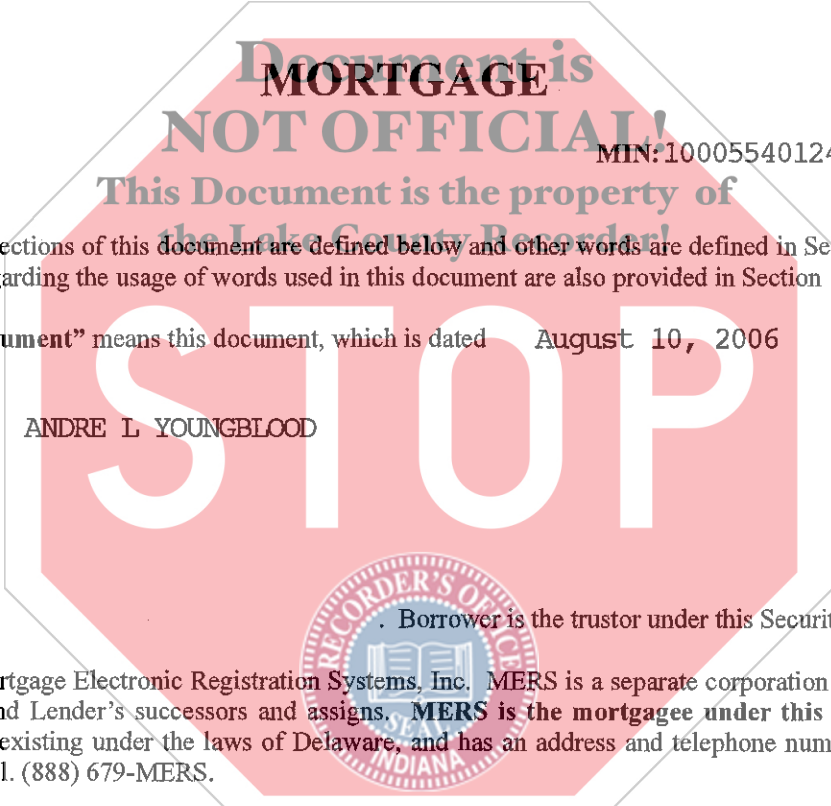 Document is
MORTGAGE
NOT OFFICIAL!
MIN:10005540124
This Document is the property of
the Lake County Recorder!
ections of this document are defined below and other words are defined in Se
arding the usage of words used in this document are also provided in Section
ument” means this document, which is dated August 10, 2006
ANDRE L YOUNGBLOOD
STOP
RECORDER'S OFFICE
. Borrower is the trustor under this Securit
rtgage Electronic Registration Systems, Inc. MERS is a separate corporation
nd Lender’s successors and assigns. MERS is the mortgagee under this
SEAL
existing under the laws of Delaware, and has an address and telephone num
INDIANA
l. (888) 679-MERS.